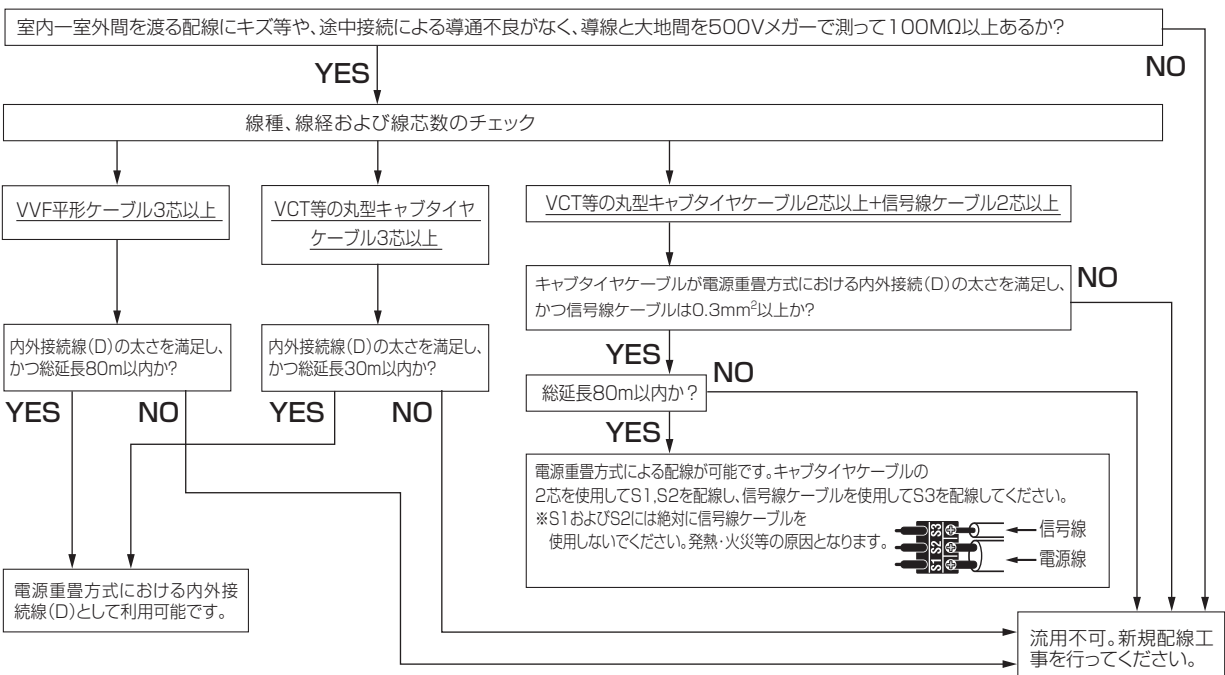 室内ー室外間を渡る配線にキズ等や、途中接続による導通不良がなく、導線と大地間を500Vメガーで測って100MΩ以上あるか?
YES
NO
線種、線経および線芯数のチェック
VVF平形ケーブル3芯以上
VCT等の丸型キャブタイヤ
ケーブル3芯以上
VCT等の丸型キャブタイヤケーブル2芯以上+信号線ケーブル2芯以上
キャブタイヤケーブルが電源重畳方式における内外接続(D)の太さを満足し、
かつ信号線ケーブルは0.3mm²以上か?
NO
内外接続線(D)の太さを満足し、
かつ総延長80m以内か?
内外接続線(D)の太さを満足し、
かつ総延長30m以内か?
YES
総延長80m以内か?
NO
YES
NO
YES
NO
YES
電源重畳方式による配線が可能です。キャブタイヤケーブルの
2芯を使用してS1,S2を配線し、信号線ケーブルを使用してS3を配線してください。
※S1およびS2には絶対に信号線ケーブルを
使用しないでください。発熱・火災等の原因となります。
S1 S2 S3
信号線
電源線
電源重畳方式における内外接
続線(D)として利用可能です。
流用不可。新規配線工
事を行ってください。